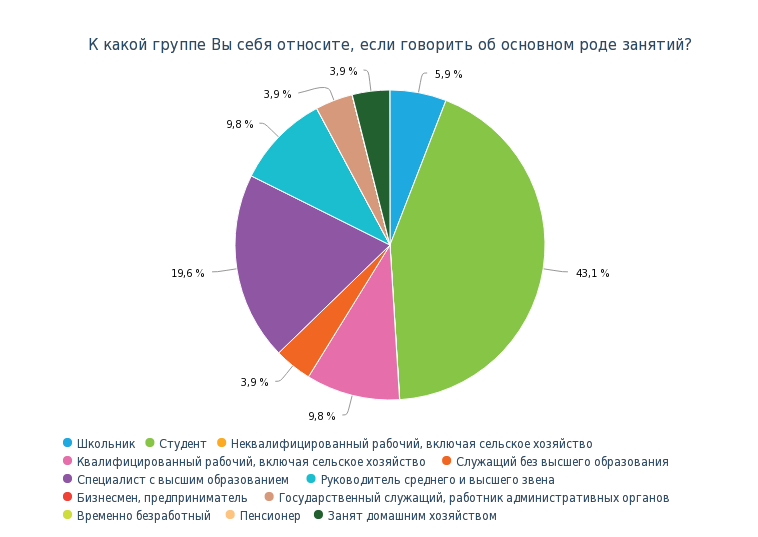 К какой группе Вы себя относите, если говорить об основном роде занятий?
3,9 %
5,9 %
3,9 %
9,8 %
19,6 %
43,1 %
3,9 %
9,8 %
Школьник Студент Неквалифицированный рабочий, включая сельское хозяйство
Квалифицированный рабочий, включая сельское хозяйство Служащий без высшего образования
Специалист с высшим образованием Руководитель среднего и высшего звена
Бизнесмен, предприниматель Государственный служащий, работник административных органов
Временно безработный Пенсионер Занят домашним хозяйством